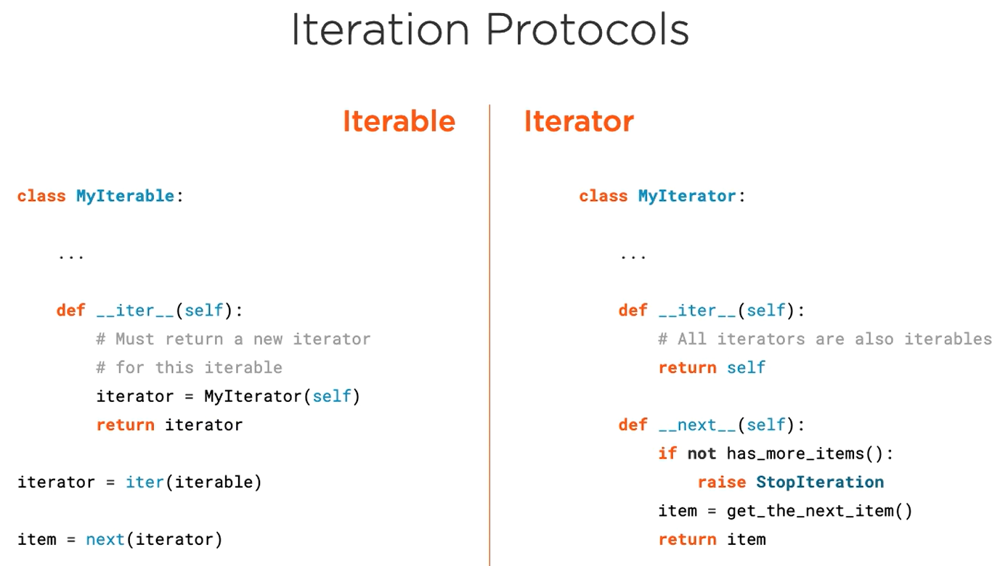 Iteration Protocols
Iterable
class MyIterable:
    ...
    def __iter__(self):
        # Must return a new iterator
        # for this iterable
        iterator = MyIterator(self)
        return iterator
iterator = iter(iterable)
item = next(iterator)
Iterator
class MyIterator:
    ...
    def __iter__(self):
        # All iterators are also iterables
        return self
    def __next__(self):
        if not has_more_items():
            raise StopIteration
        item = get_the_next_item()
        return item